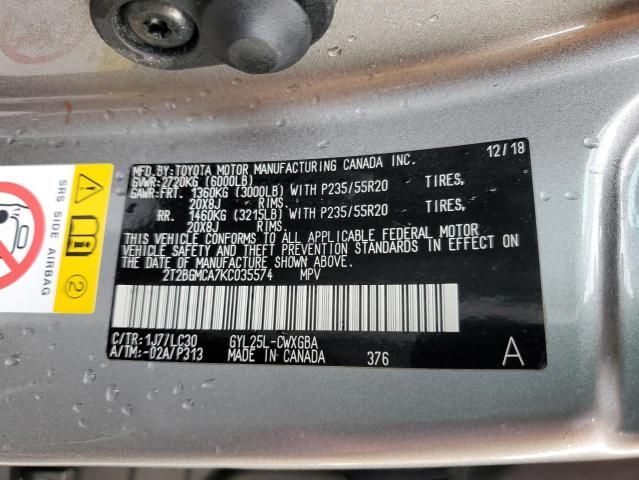 SRS SIDE AIRBAG
2
MFD.BY:TOYOTA MOTOR MANUFACTURING CANADA INC. 12/18
GVWR:2720KG (6000LB)
GAWR:FRT. 1360KG (3000LB) WITH P235/55R20 TIRES,
20X8J RIMS.
RR. 1460KG (3215LB) WITH P235/55R20 TIRES,
20X8J RIMS.
THIS VEHICLE CONFORMS TO ALL APPLICABLE FEDERAL MOTOR
VEHICLE SAFETY AND THEFT PREVENTION STANDARDS IN EFFECT ON
THE DATE OF MANUFACTURE SHOWN ABOVE.
2T2BGMCA7KC035574 MPV
C/TR:1J7/LC30 GYL25L-CWXGBA
A/TM:-02A/P313 MADE IN CANADA 376 A